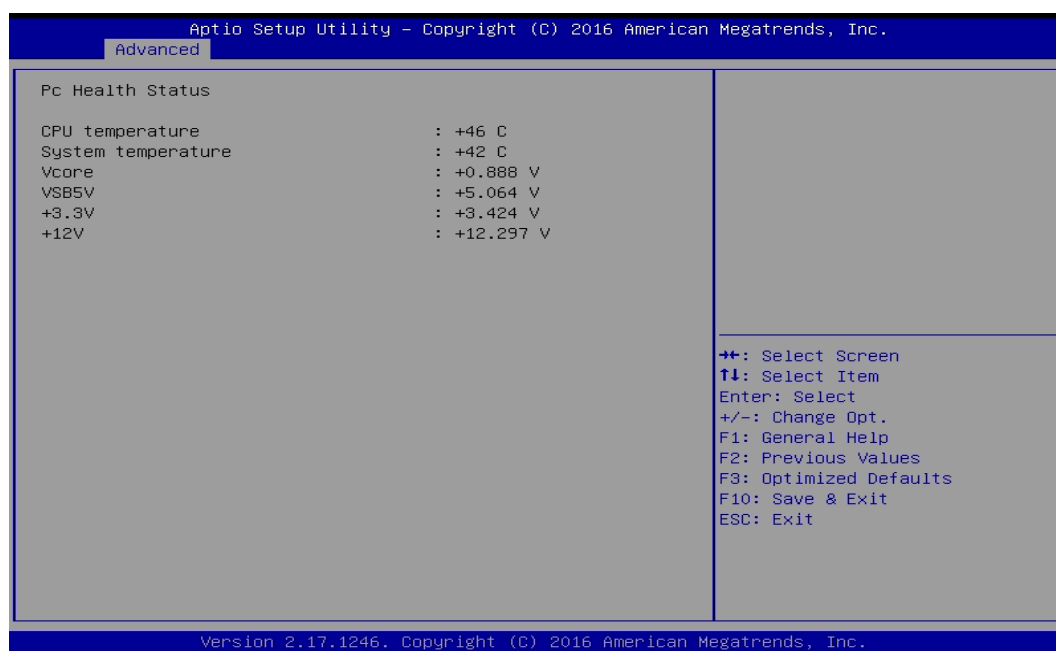 Aptio Setup Utility – Copyright (C) 2016 American Megatrends, Inc.
Advanced
Pc Health Status
CPU temperature : +46 C
System temperature : +42 C
Vcore : +0.888 V
VSB5V : +5.064 V
+3.3V : +3.424 V
+12V : +12.297 V
→←: Select Screen
↑↓: Select Item
Enter: Select
+/-: Change Opt.
F1: General Help
F2: Previous Values
F3: Optimized Defaults
F10: Save & Exit
ESC: Exit
Version 2.17.1246. Copyright (C) 2016 American Megatrends, Inc.